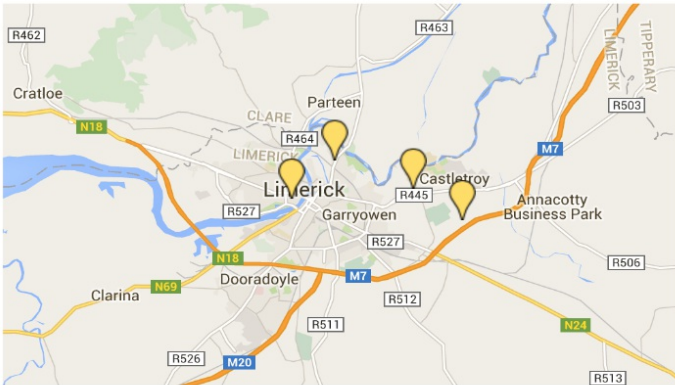 R462
R463
TIPPERARY
LIMERICK
Cratloe
Parteen
R503
CLARE
N18
R464
M7
LIMERICK
Castletroy
Limerick
R445
Annacotty
Business Park
R527
Garryowen
R527
N18
R506
M7
Dooradoyle
N69
Clarina
R512
R511
N24
R526
M20
R513